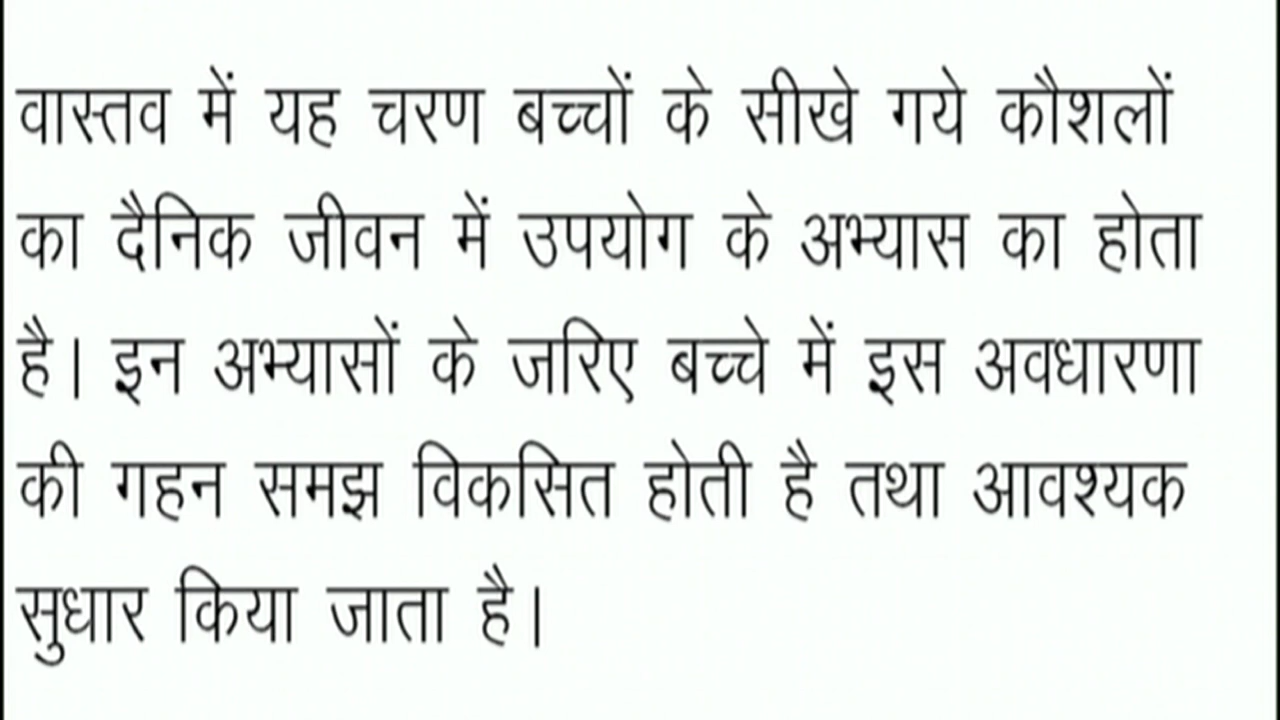 वास्तव में यह चरण बच्चों के सीखे गये कौशलों
का दैनिक जीवन में उपयोग के अभ्यास का होता
है। इन अभ्यासों के जरिए बच्चे में इस अवधारणा
की गहन समझ विकसित होती है तथा आवश्यक
सुधार किया जाता है।